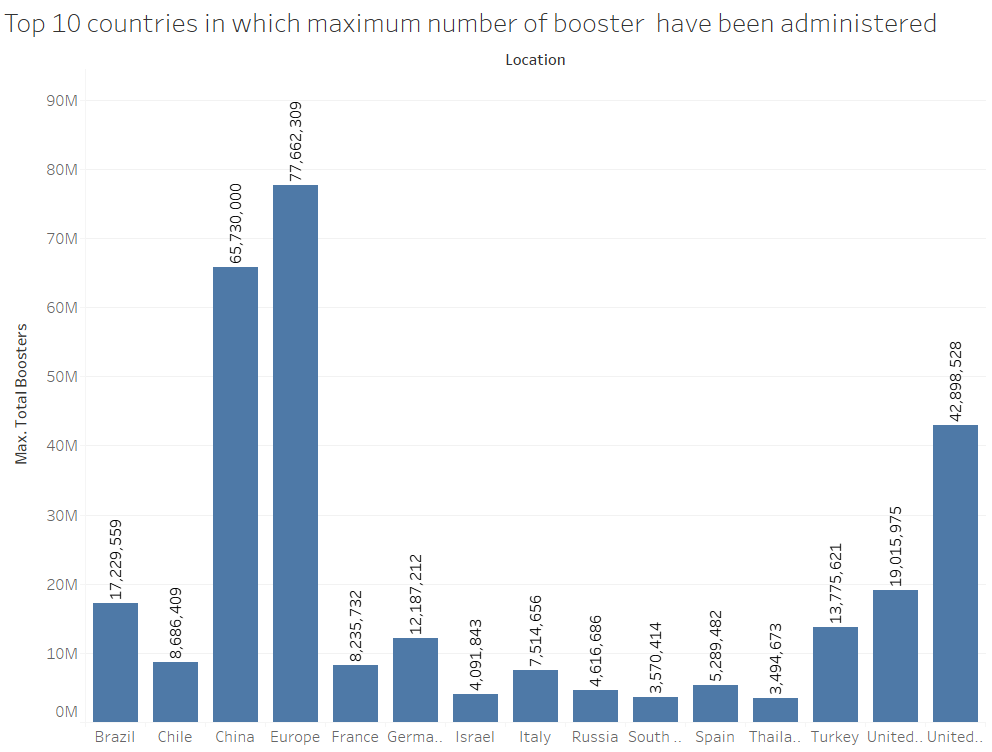 Top 10 countries in which maximum number of booster  have been administered
Location
Max. Total Boosters
90M
80M
70M
60M
50M
40M
30M
20M
10M
0M
17,229,559
8,686,409
65,730,000
77,662,309
8,235,732
12,187,212
4,091,843
7,514,656
4,616,686
3,570,414
5,289,482
3,494,673
13,775,621
19,015,975
42,898,528
Brazil
Chile
China
Europe
France
Germa..
Israel
Italy
Russia
South ..
Spain
Thaila..
Turkey
United..
United..